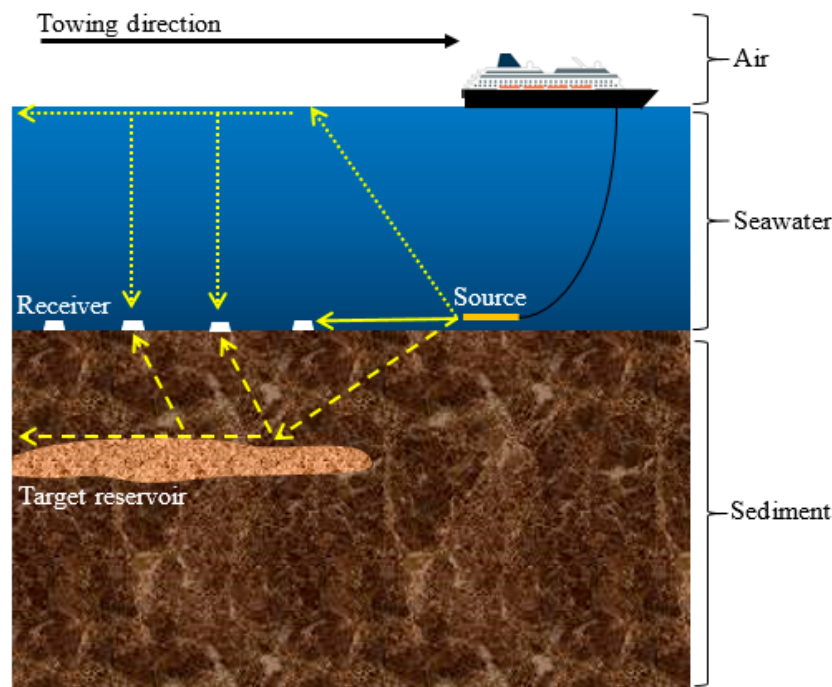 Towing direction
Air
Seawater
Receiver
Source
Target reservoir
Sediment